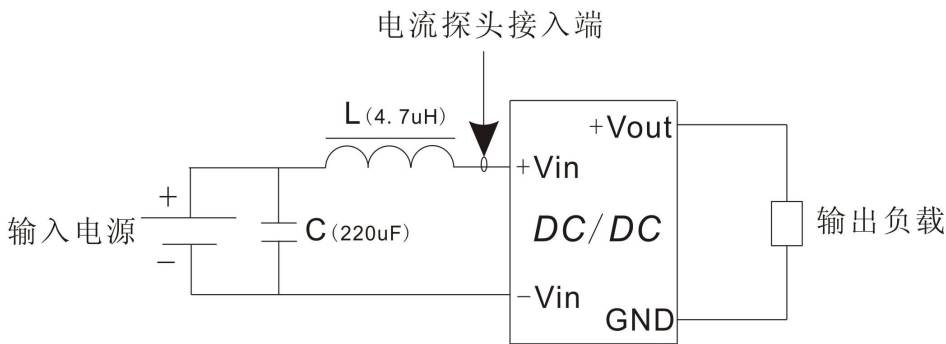 电流探头接入端
L(4.7uH)
+Vout
+Vin
+
输入电源
C(220uF)
DC/DC
输出负载
−
−Vin
GND